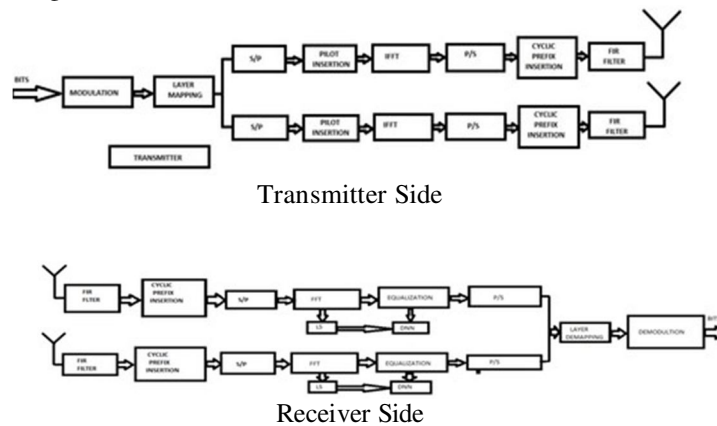 BITS
MODULATION
LAYER
MAPPING
S/P
PILOT
INSERTION
IFFT
P/S
CYCLIC
PREFIX
INSERTION
FIR
FILTER
S/P
PILOT
INSERTION
IFFT
P/S
CYCLIC
PREFIX
INSERTION
FIR
FILTER
TRANSMITTER
Transmitter Side
FIR
FLTER
CYCLIC
PREFIX
INSERTION
S/P
FFT
EQUALIZATION
P/S
LS
DNN
FIR
FILTER
CYCLIC
PREFIX
INSERTION
S/P
FFT
EQUALIZATION
P/S
LS
DNN
LAYER
DEMAPPING
DEMODULTION
BITS
Receiver Side